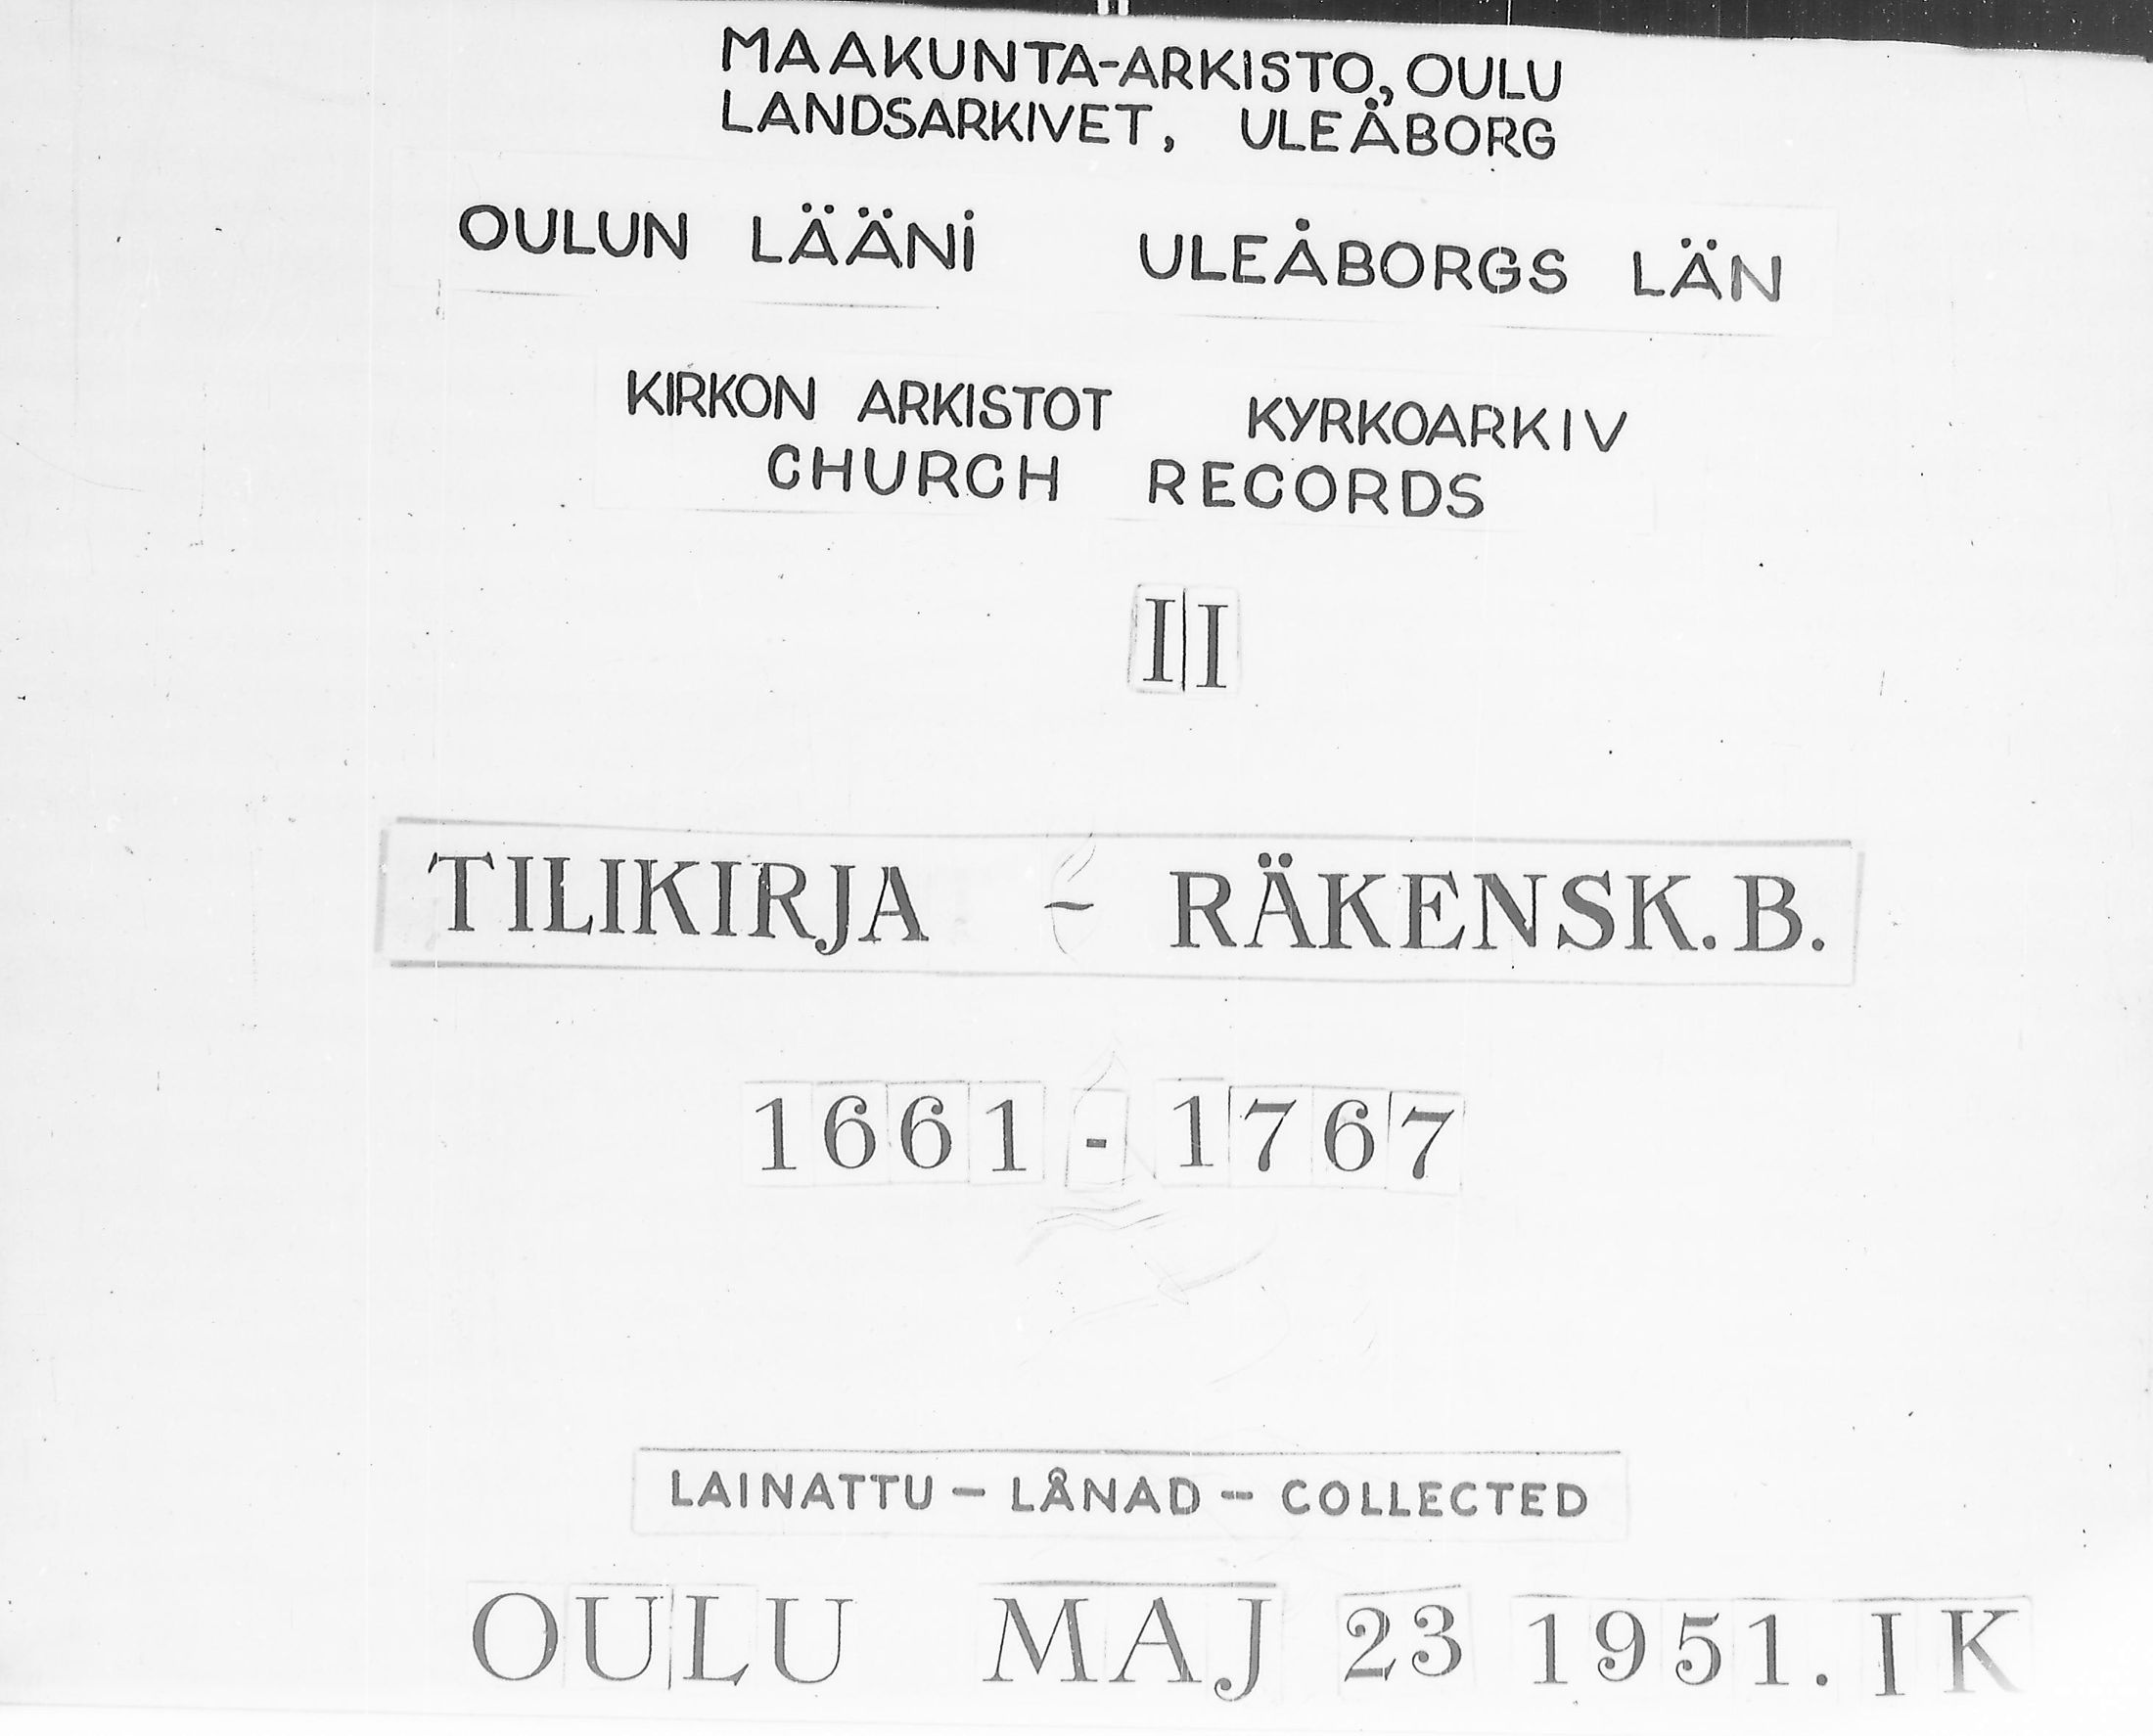 MAAKUNTA-ARKISTO, OULU
LANDSARKIVET, ULEÅBORG
OULUN LÄÄNI ULEÅBORGS LÄN
KIRKON ARKISTOT KYRKOARKIV
CHURCH RECORDS
II
TILIKIRJA - RÄKENSK.B.
1661 - 1767
LAINATTU - LÅNAD - COLLECTED
OULU MAJ 23 1951. IK